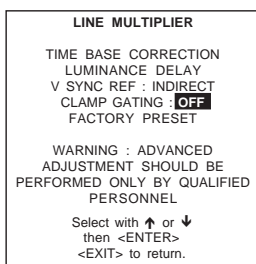 LINE MULTIPLIER
TIME BASE CORRECTION
LUMINANCE DELAY
V SYNC REF : INDIRECT
CLAMP GATING : OFF
FACTORY PRESET
WARNING : ADVANCED
ADJUSTMENT SHOULD BE
PERFORMED ONLY BY QUALIFIED
PERSONNEL
Select with ↑ or ↓
then <ENTER>
<EXIT> to return.